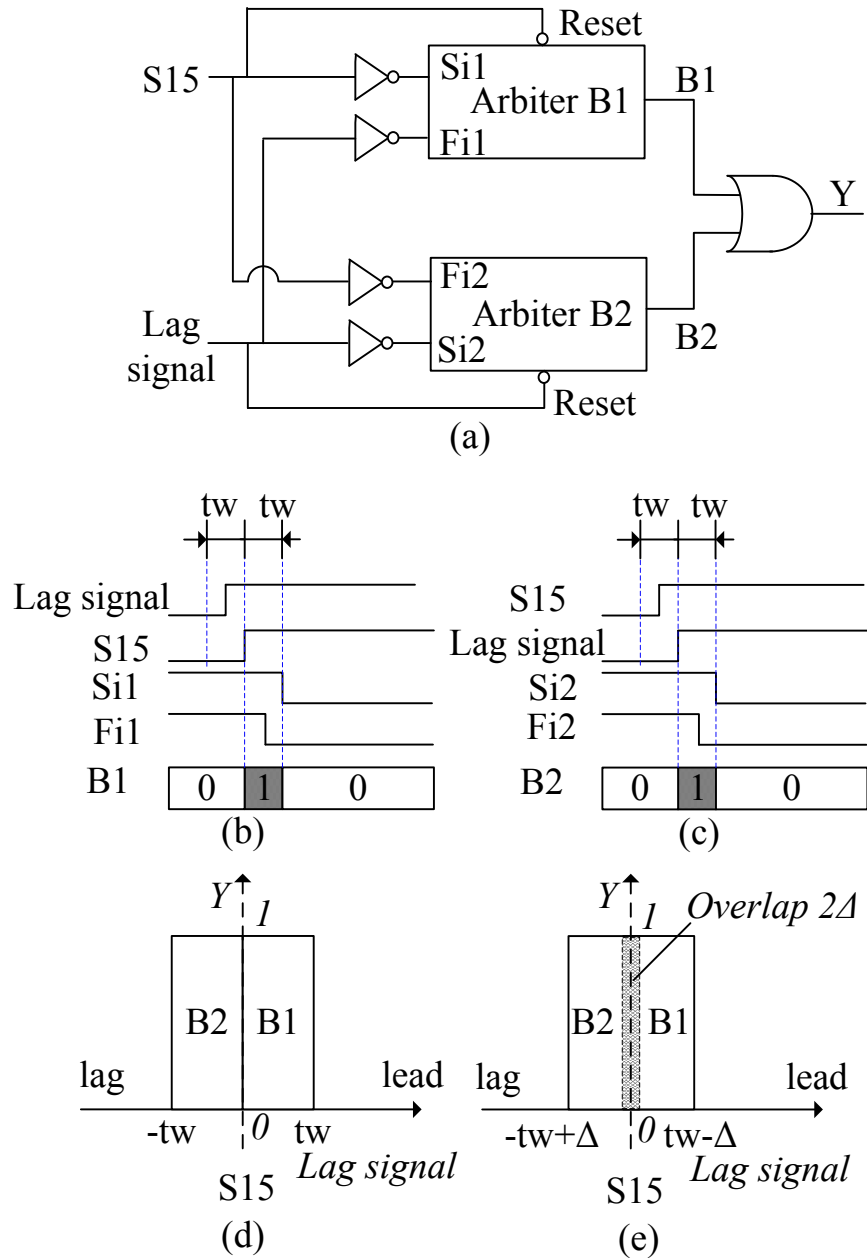 Reset
S15
Si1
Arbiter B1
Fi1
B1
Y
Fi2
Arbiter B2
Si2
B2
Lag
signal
Reset
(a)
tw tw
Lag signal
S15
Si1
Fi1
B1 0 1 0
(b)
tw tw
S15
Lag signal
Si2
Fi2
B2 0 1 0
(c)
Y
1
B2 B1
lag lead
-tw 0 tw
Lag signal
S15
(d)
Y
1
Overlap 2Δ
B2 B1
lag lead
-tw+Δ 0 tw-Δ
Lag signal
S15
(e)